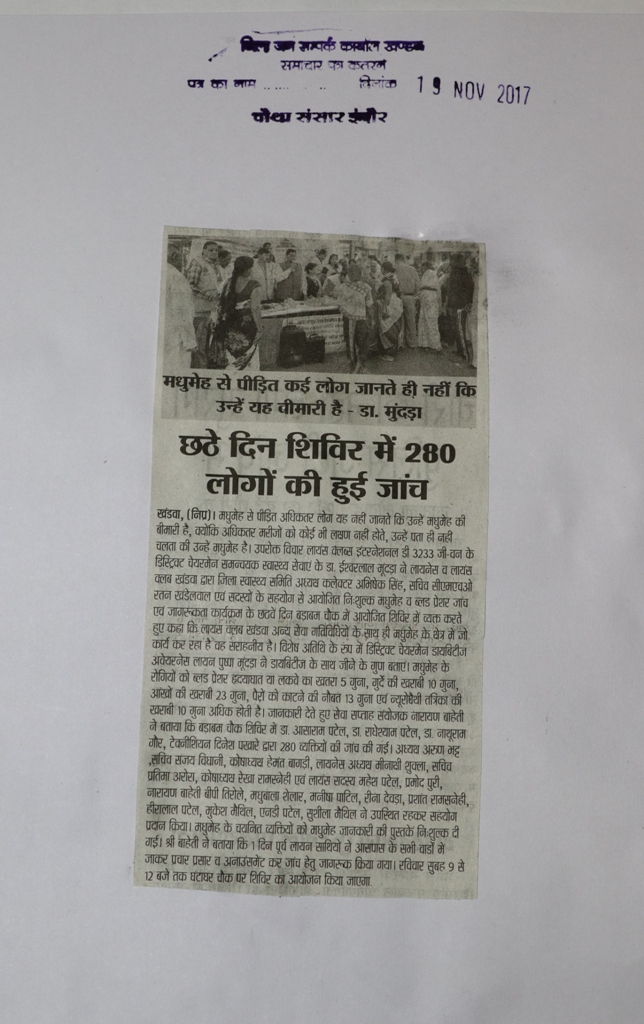 जिला जन सम्पर्क कार्यालय खण्डवा
समाचार पत्र कतरन
पत्र का नाम .............. दिनांक 19 NOV 2017
चौथा संसार इंदौर
मधुमेह से पीड़ित कई लोग जानते ही नहीं कि
उन्हें यह बीमारी है - डा. मुंदड़ा
छठे दिन शिविर में 280
लोगों की हुई जांच
खंडवा, (निप्र)। मधुमेह से पीड़ित अधिकतर लोग यह नहीं जानते कि उन्हें मधुमेह की
बीमारी है, क्योंकि अधिकतर मरीजों को कोई भी लक्षण नहीं होते, उन्हें पता ही नहीं
चलता की उन्हें मधुमेह है। उपरोक्त विचार लायंस क्लब्स इंटरनेशनल डी 3233 जी-वन के
डिस्ट्रिक्ट चेयरमेन समन्वयक स्वास्थ्य सेवाएं के डा. ईश्वरलाल मुंदड़ा ने लायनेस व लायंस
क्लब खंडवा द्वारा जिला स्वास्थ्य समिति अध्यक्ष कलेक्टर अभिषेक सिंह, सचिव सीएमएचओ
रतन खंडेलवाल एवं सदस्यों के सहयोग से आयोजित निःशुल्क मधुमेह व ब्लड प्रेशर जांच
एवं जागरूकता कार्यक्रम के छठवे दिन बड़ाबम चौक में आयोजित शिविर में व्यक्त करते
हुए कहा कि लायंस क्लब खंडवा अन्य सेवा गतिविधियों के साथ ही मधुमेह के क्षेत्र में जो
कार्य कर रहा है वह सराहनीय है। विशेष अतिथि के रूप में डिस्ट्रिक्ट चेयरमेन डायबिटीज
अवेयरनेस लायन पुष्पा मुंदड़ा ने डायबिटीज के साथ जीने के गुण बताएं। मधुमेह के
रोगियों को ब्लड प्रेशर हृदयाघात या लकवे का खतरा 5 गुना, गुर्दे की खराबी 10 गुना,
आंखों की खराबी 23 गुना, पैरों को काटने की नौबत 13 गुना एवं न्यूरोपैथी तंत्रिका की
खराबी 10 गुना अधिक होती है। जानकारी देते हुए सेवा सप्ताह संयोजक नारायण बाहेती
ने बताया कि बड़ाबम चौक शिविर में डा. आसाराम पटेल, डा. राधेश्याम पटेल, डा. नाथूराम
गौर, टेक्नीशियन दिनेश पखारे द्वारा 280 व्यक्तियों की जांच की गई। अध्यक्ष अरुणा भट्ट
,सचिव संजय विधानी, कोषाध्यक्ष हेमंत बागड़ी, लायनेस अध्यक्ष मीनाक्षी शुक्ला, सचिव
प्रतिमा अरोरा, कोषाध्यक्ष रेखा रामस्नेही एवं लायंस सदस्य महेश पटेल, प्रमोद पुरी,
नारायण बाहेती बीपी तिरोले, मधुबाला शेलार, मनीषा पाटिल, रीना देवड़ा, प्रशांत रामसनेही,
हीरालाल पटेल, मुकेश मैथिल, एनडी पटेल, सुशीला मैथिल ने उपस्थित रहकर सहयोग
प्रदान किया। मधुमेह के चयनित व्यक्तियों को मधुमेह जानकारी की पुस्तके निःशुल्क दी
गई। श्री बाहेती ने बताया कि 1 दिन पूर्व लायन साथियों ने आसपास के सभी वार्डो में
जाकर प्रचार प्रसार व अनाउंसमेंट कर जांच हेतु जागरूक किया गया। रविवार सुबह 9 से
12 बजे तक घंटाघर चौक पर शिविर का आयोजन किया जाएगा